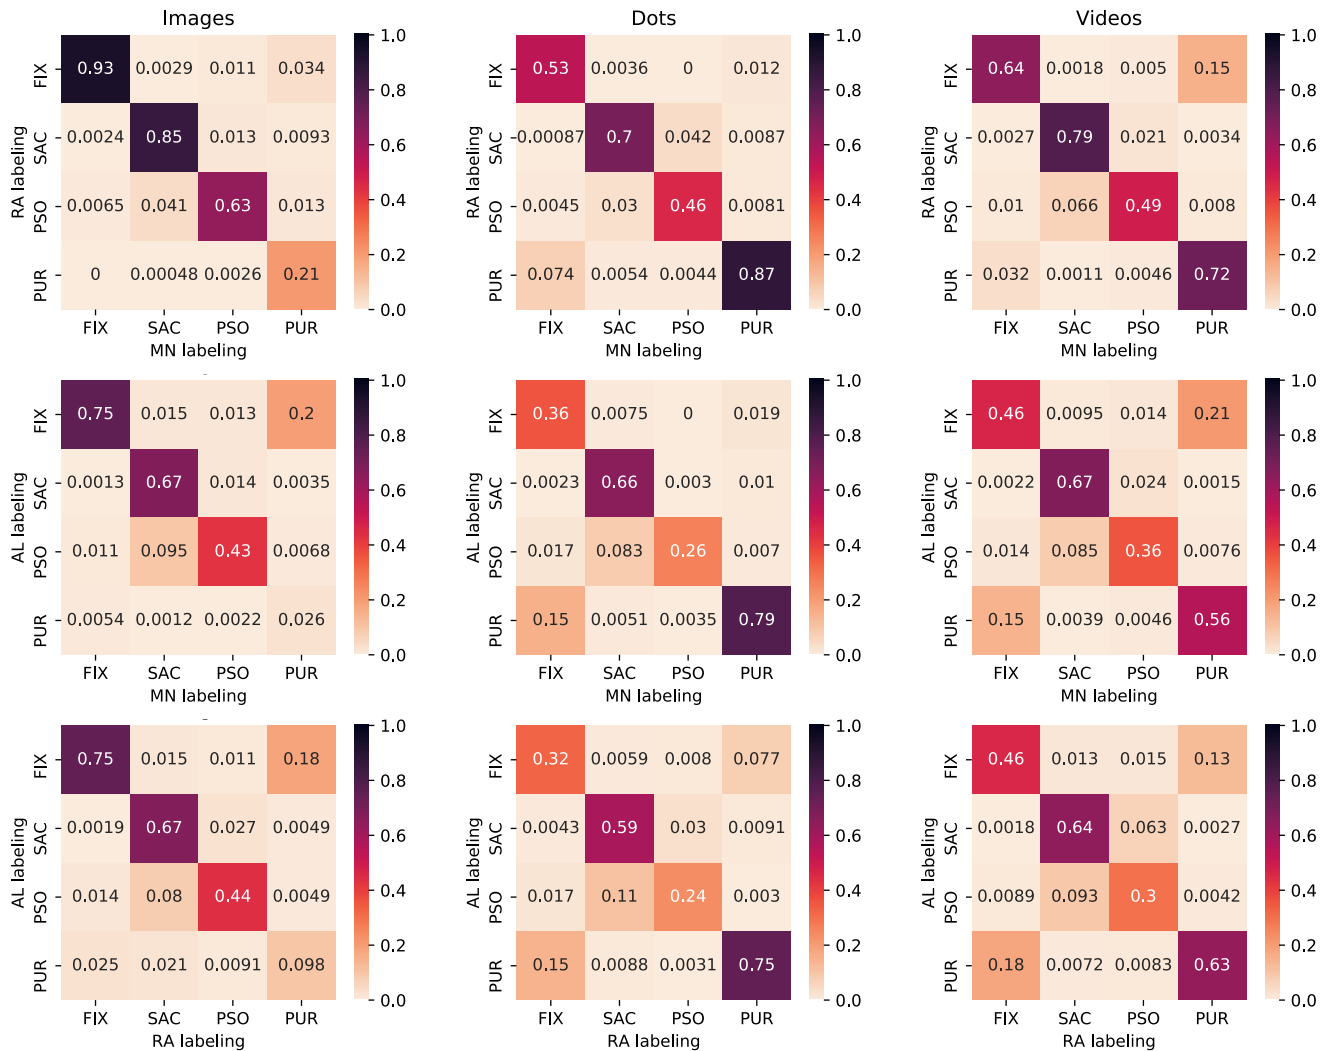 Images Dots Videos
FIX 0.93 0.0029 0.011 0.034 1.0
SAC 0.0024 0.85 0.013 0.0093 0.8
PSO 0.0065 0.041 0.63 0.013 0.6
PUR 0 0.00048 0.0026 0.21 0.4
0.2
0.0
FIX SAC PSO PUR
MN labeling
RA labeling
FIX 0.53 0.0036 0 0.012 1.0
SAC 0.00087 0.7 0.042 0.0087 0.8
PSO 0.0045 0.03 0.46 0.0081 0.6
PUR 0.074 0.0054 0.0044 0.87 0.4
0.2
0.0
FIX SAC PSO PUR
MN labeling
RA labeling
FIX 0.64 0.0018 0.005 0.15 1.0
SAC 0.0027 0.79 0.021 0.0034 0.8
PSO 0.01 0.066 0.49 0.008 0.6
PUR 0.032 0.0011 0.0046 0.72 0.4
0.2
0.0
FIX SAC PSO PUR
MN labeling
RA labeling
FIX 0.75 0.015 0.013 0.2 1.0
SAC 0.0013 0.67 0.014 0.0035 0.8
PSO 0.011 0.095 0.43 0.0068 0.6
PUR 0.0054 0.0012 0.0022 0.026 0.4
0.2
0.0
FIX SAC PSO PUR
MN labeling
AL labeling
FIX 0.36 0.0075 0 0.019 1.0
SAC 0.0023 0.66 0.003 0.01 0.8
PSO 0.017 0.083 0.26 0.007 0.6
PUR 0.15 0.0051 0.0035 0.79 0.4
0.2
0.0
FIX SAC PSO PUR
MN labeling
AL labeling
FIX 0.46 0.0095 0.014 0.21 1.0
SAC 0.0022 0.67 0.024 0.0015 0.8
PSO 0.014 0.085 0.36 0.0076 0.6
PUR 0.15 0.0039 0.0046 0.56 0.4
0.2
0.0
FIX SAC PSO PUR
MN labeling
AL labeling
FIX 0.75 0.015 0.011 0.18 1.0
SAC 0.0019 0.67 0.027 0.0049 0.8
PSO 0.014 0.08 0.44 0.0049 0.6
PUR 0.025 0.021 0.0091 0.098 0.4
0.2
0.0
FIX SAC PSO PUR
RA labeling
AL labeling
FIX 0.32 0.0059 0.008 0.077 1.0
SAC 0.0043 0.59 0.03 0.0091 0.8
PSO 0.017 0.11 0.24 0.003 0.6
PUR 0.15 0.0088 0.0031 0.75 0.4
0.2
0.0
FIX SAC PSO PUR
RA labeling
AL labeling
FIX 0.46 0.013 0.015 0.13 1.0
SAC 0.0018 0.64 0.063 0.0027 0.8
PSO 0.0089 0.093 0.3 0.0042 0.6
PUR 0.18 0.0072 0.0083 0.63 0.4
0.2
0.0
FIX SAC PSO PUR
RA labeling
AL labeling